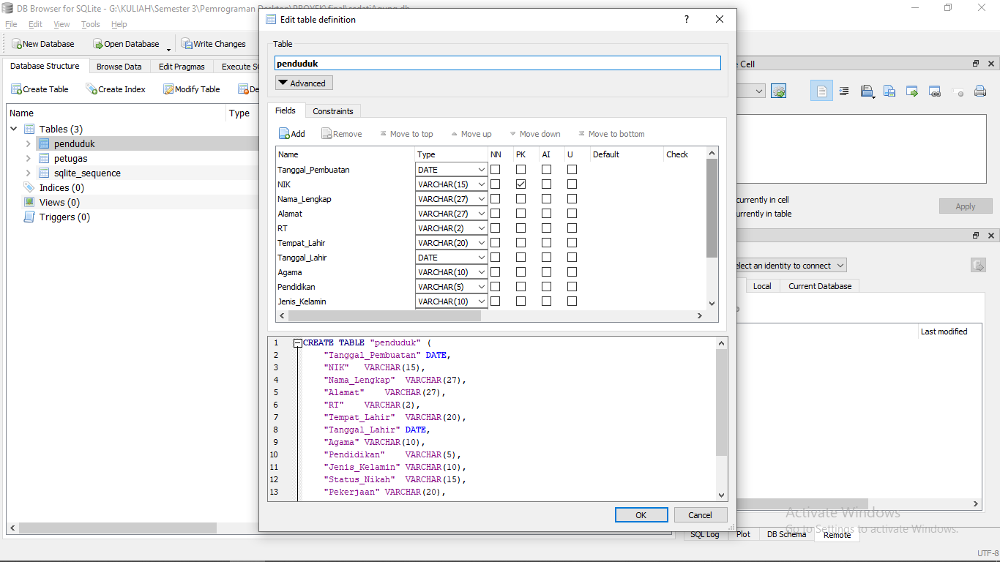 DB Browser for SQLite - G:\KULIAH\Semester 3\Pemrograman
File Edit View Tools Help
New Database Open Database Write Changes
Database Structure Browse Data Edit Pragmas Execute
Create Table Create Index Modify Table
Name Type
Tables (3)
penduduk
petugas
sqlite_sequence
Indices (0)
Views (0)
Triggers (0)
Edit table definition
?
Table
penduduk
Advanced
Fields Constraints
Add Remove Move to top Move up Move down Move to bottom
Name Type NN PK AI U Default Check
Tanggal_Pembuatan DATE
NIK VARCHAR(15)
Nama_Lengkap VARCHAR(27)
Alamat VARCHAR(27)
RT VARCHAR(2)
Tempat_Lahir VARCHAR(20)
Tanggal_Lahir DATE
Agama VARCHAR(10)
Pendidikan VARCHAR(5)
Jenis_Kelamin VARCHAR(10)
1 CREATE TABLE "penduduk" (
2 "Tanggal_Pembuatan" DATE,
3 "NIK" VARCHAR(15),
4 "Nama_Lengkap" VARCHAR(27),
5 "Alamat" VARCHAR(27),
6 "RT" VARCHAR(2),
7 "Tempat_Lahir" VARCHAR(20),
8 "Tanggal_Lahir" DATE,
9 "Agama" VARCHAR(10),
10 "Pendidikan" VARCHAR(5),
11 "Jenis_Kelamin" VARCHAR(10),
12 "Status_Nikah" VARCHAR(15),
13 "Pekerjaan" VARCHAR(20),
OK Cancel
Cell
currently in cell
urrently in table
Apply
elect an identity to connect
Local Current Database
Last modified
Activate Windows
Go to Settings to activate Windows.
SQL Log Plot DB Schema Remote
UTF-8